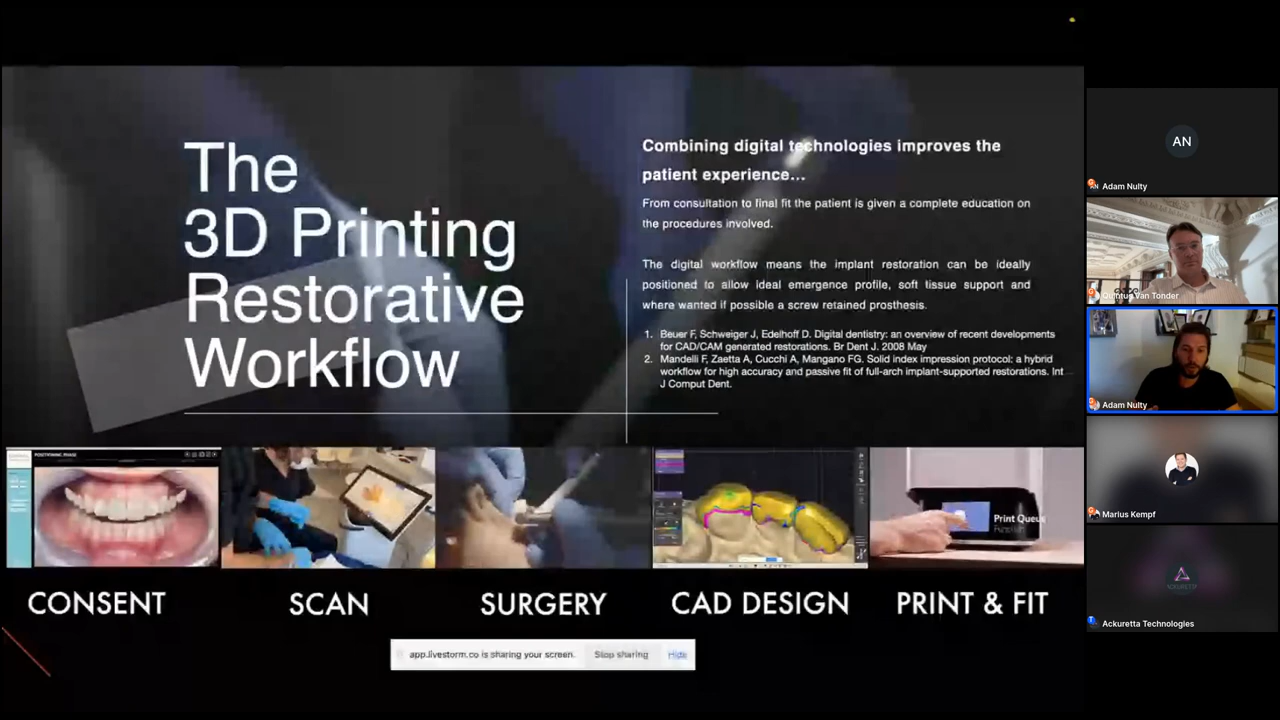 The
3D Printing
Restorative
Workflow
Combining digital technologies improves the
patient experience...
From consultation to final fit the patient is given a complete education on
the procedures involved.
The digital workflow means the implant restoration can be ideally
positioned to allow ideal emergence profile, soft tissue support and
where wanted if possible a screw retained prosthesis.
1. Beuer F, Schweiger J, Edelhoff D. Digital dentistry: an overview of recent developments
for CAD/CAM generated restorations. Br Dent J. 2008 May
2. Mandelli F, Zaetta A, Cucchi A, Mangano FG. Solid index impression protocol: a hybrid
workflow for high accuracy and passive fit of full-arch implant-supported restorations. Int
J Comput Dent.
Print Queue
CONSENT
SCAN
SURGERY
CAD DESIGN
PRINT & FIT
app.livestorm.co is sharing your screen.
Stop sharing
Hide
AN
Adam Nulty
Quintus Van Tonder
Adam Nulty
Marius Kempf
Ackuretta Technologies